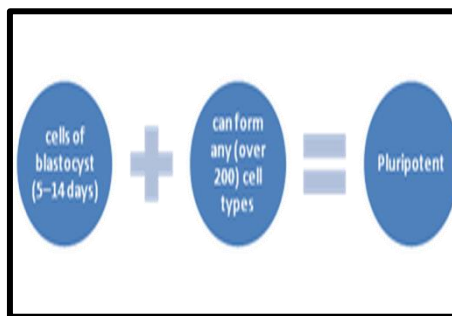 cells of
blastocyst
(5–14 days)
can form
any (over
200) cell
types
Pluripotent